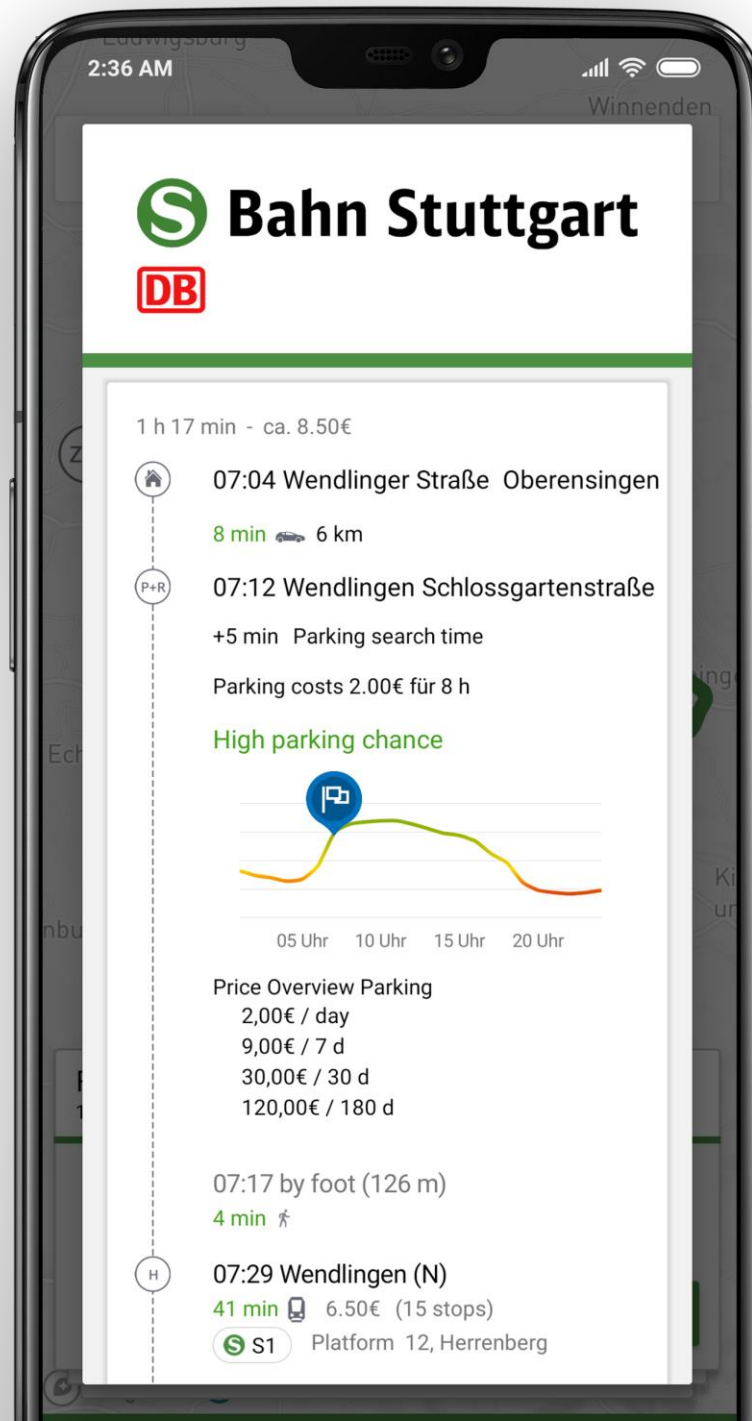 Ludwigsburg
2:36 AM
Winnenden
S Bahn Stuttgart
DB
1 h 17 min - ca. 8.50€
07:04 Wendlinger Straße Oberensingen
8 min 6 km
P+R
07:12 Wendlingen Schlossgartenstraße
+5 min Parking search time
Parking costs 2.00€ für 8 h
High parking chance
05 Uhr 10 Uhr 15 Uhr 20 Uhr
Price Overview Parking
2,00€ / day
9,00€ / 7 d
30,00€ / 30 d
120,00€ / 180 d
07:17 by foot (126 m)
4 min
H
07:29 Wendlingen (N)
41 min 6.50€ (15 stops)
S S1 Platform 12, Herrenberg